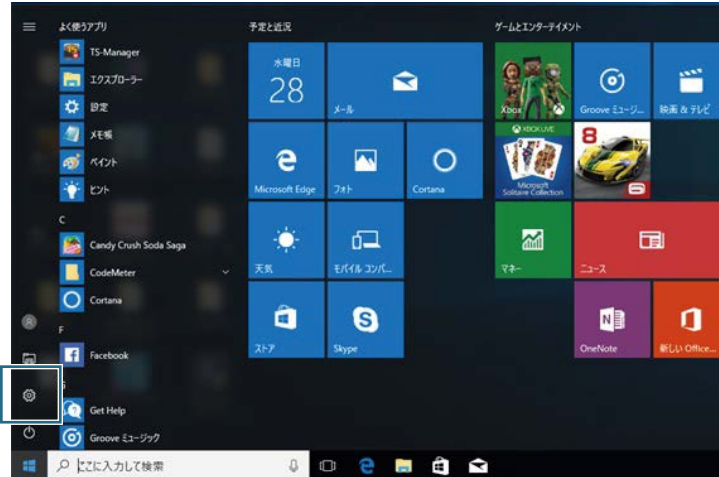 よく使うアプリ
TS-Manager
エクスプローラー
設定
メモ帳
ペイント
ヒント
C
Candy Crush Soda Saga
CodeMeter
Cortana
F
Facebook
Get Help
Groove ミュージック
ここに入力して検索
予定と近況
水曜日
28
メール
Microsoft Edge
フォト
Cortana
天気
モバイル コンパ...
ストア
Skype
ゲームとエンターテイメント
Xbox
Groove ミュージ...
映画 & テレビ
XBOX LIVE
Microsoft
Solitaire Collection
8
マネー
ニュース
OneNote
新しい Office...